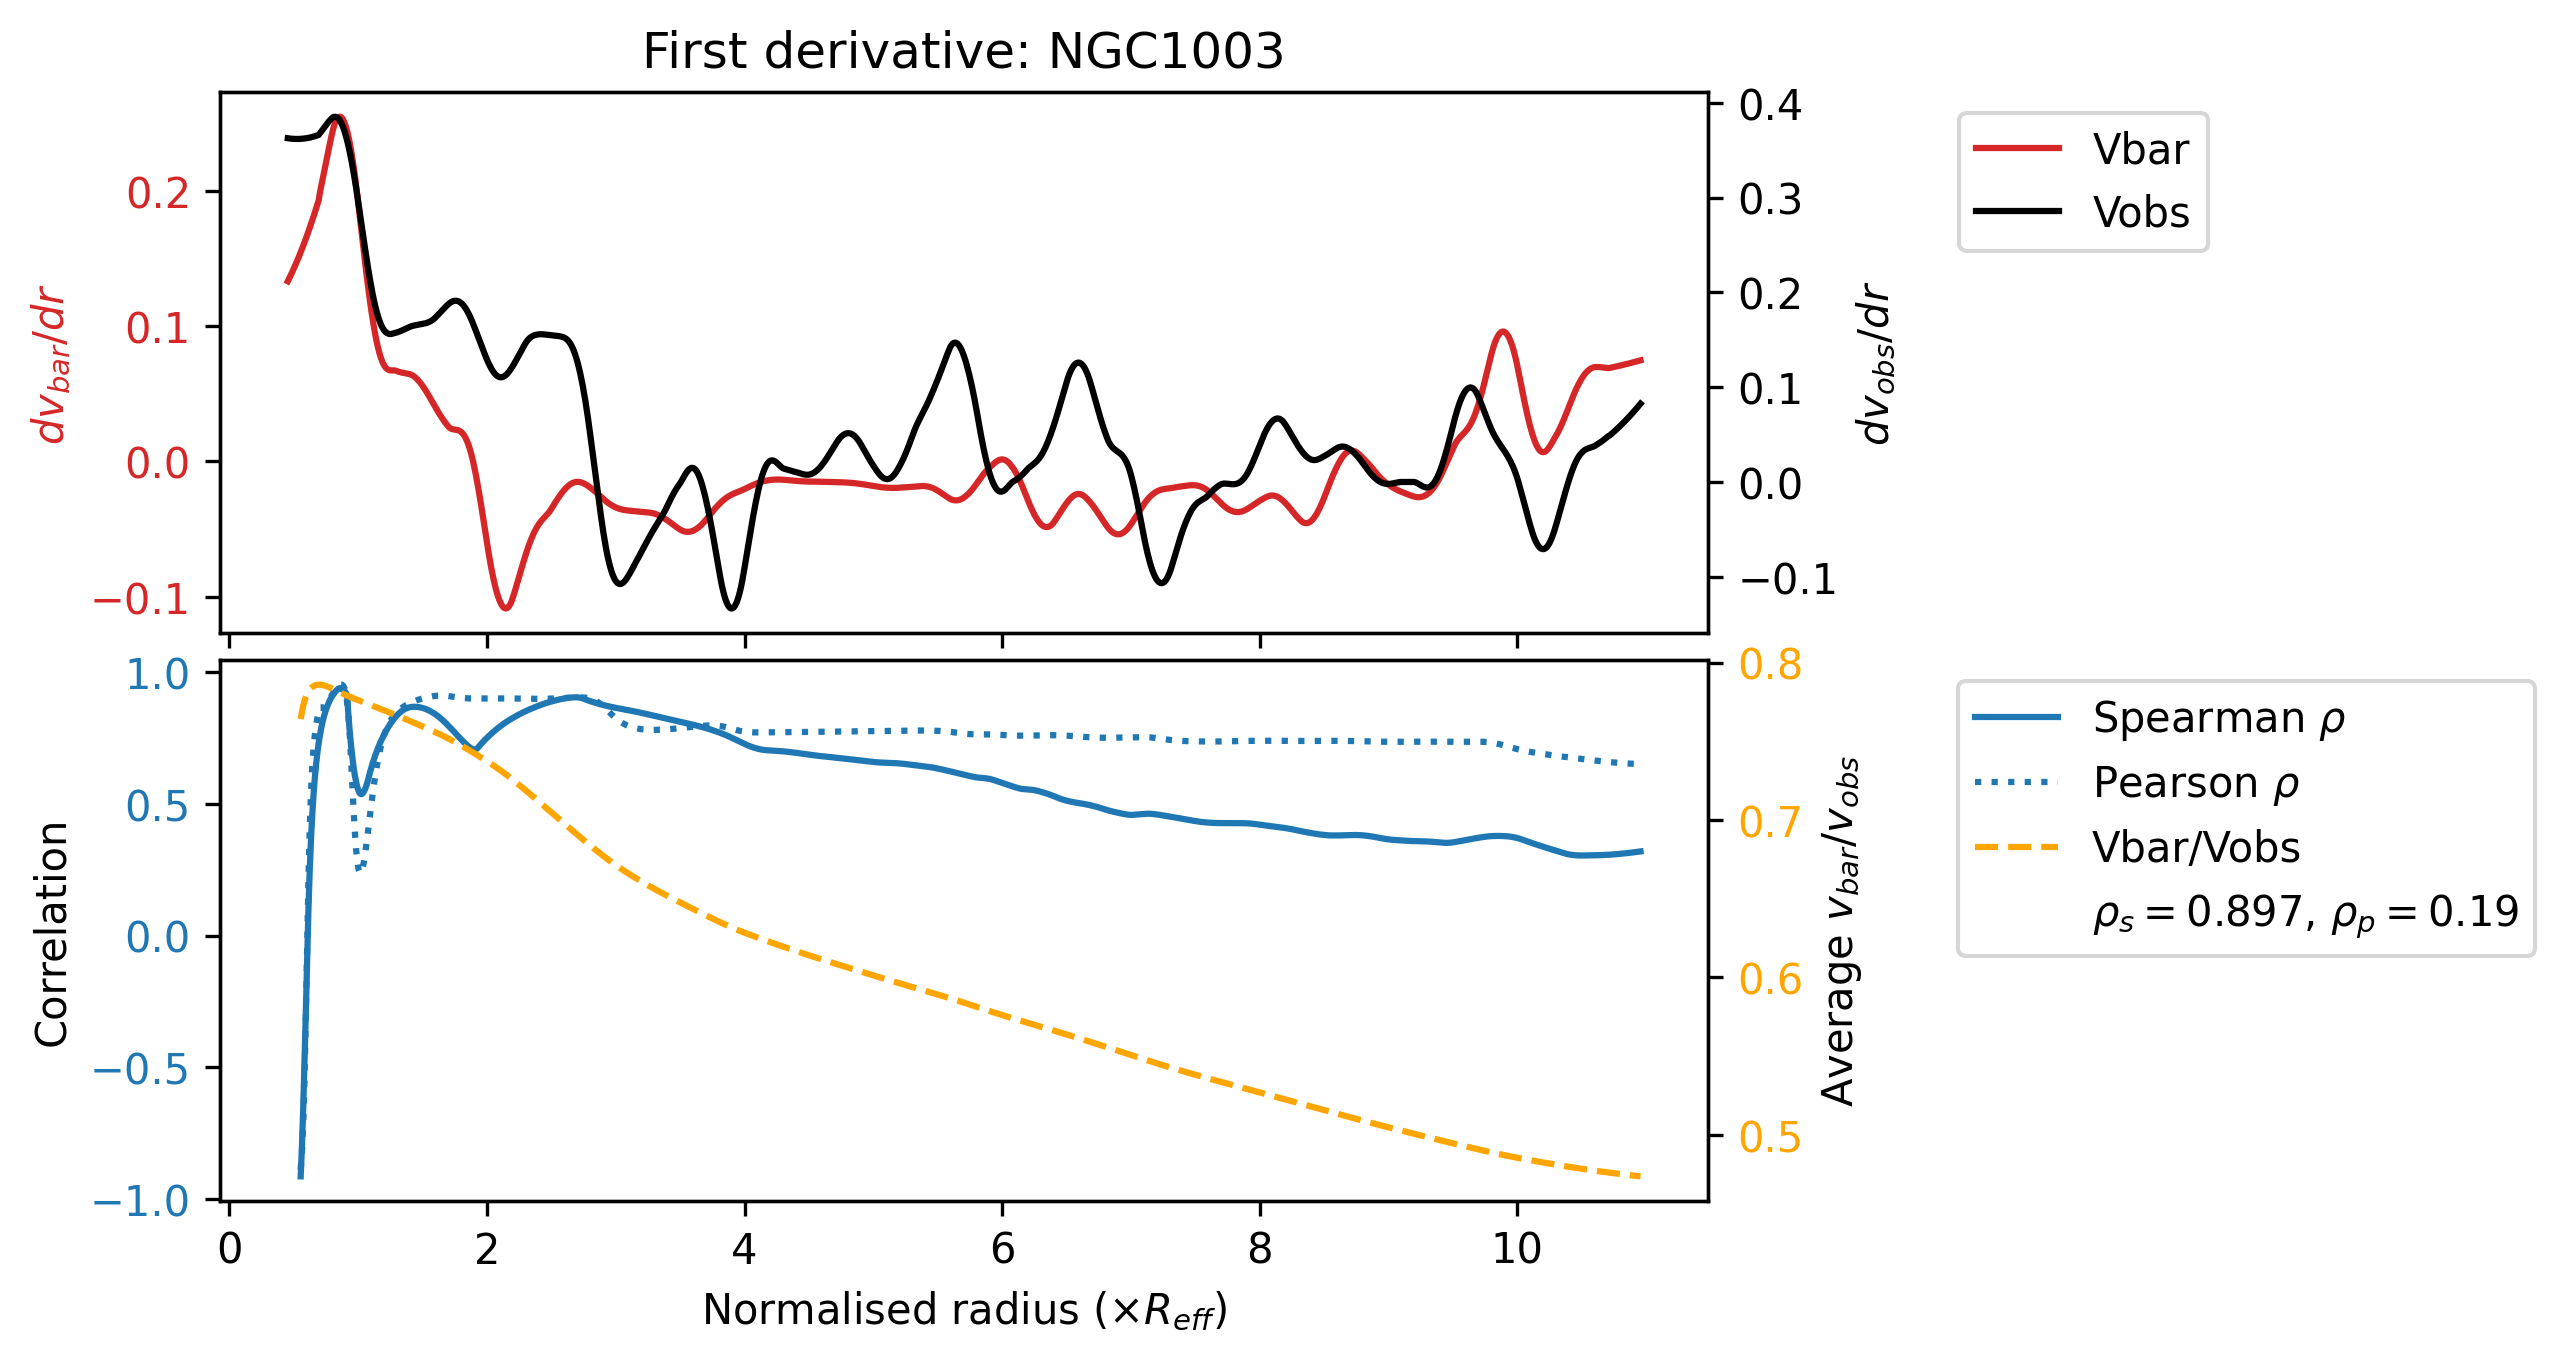 First derivative: NGC1003
0.2
0.1
0.0
−0.1
dv_bar/dr
0.4
0.3
0.2
0.1
0.0
−0.1
dv_obs/dr
Vbar
Vobs
1.0
0.5
0.0
−0.5
−1.0
Correlation
0.8
0.7
0.6
0.5
Average v_bar/v_obs
Spearman ρ
Pearson ρ
Vbar/Vobs
ρ_s = 0.897, ρ_p = 0.19
0 2 4 6 8 10
Normalised radius (×R_eff)